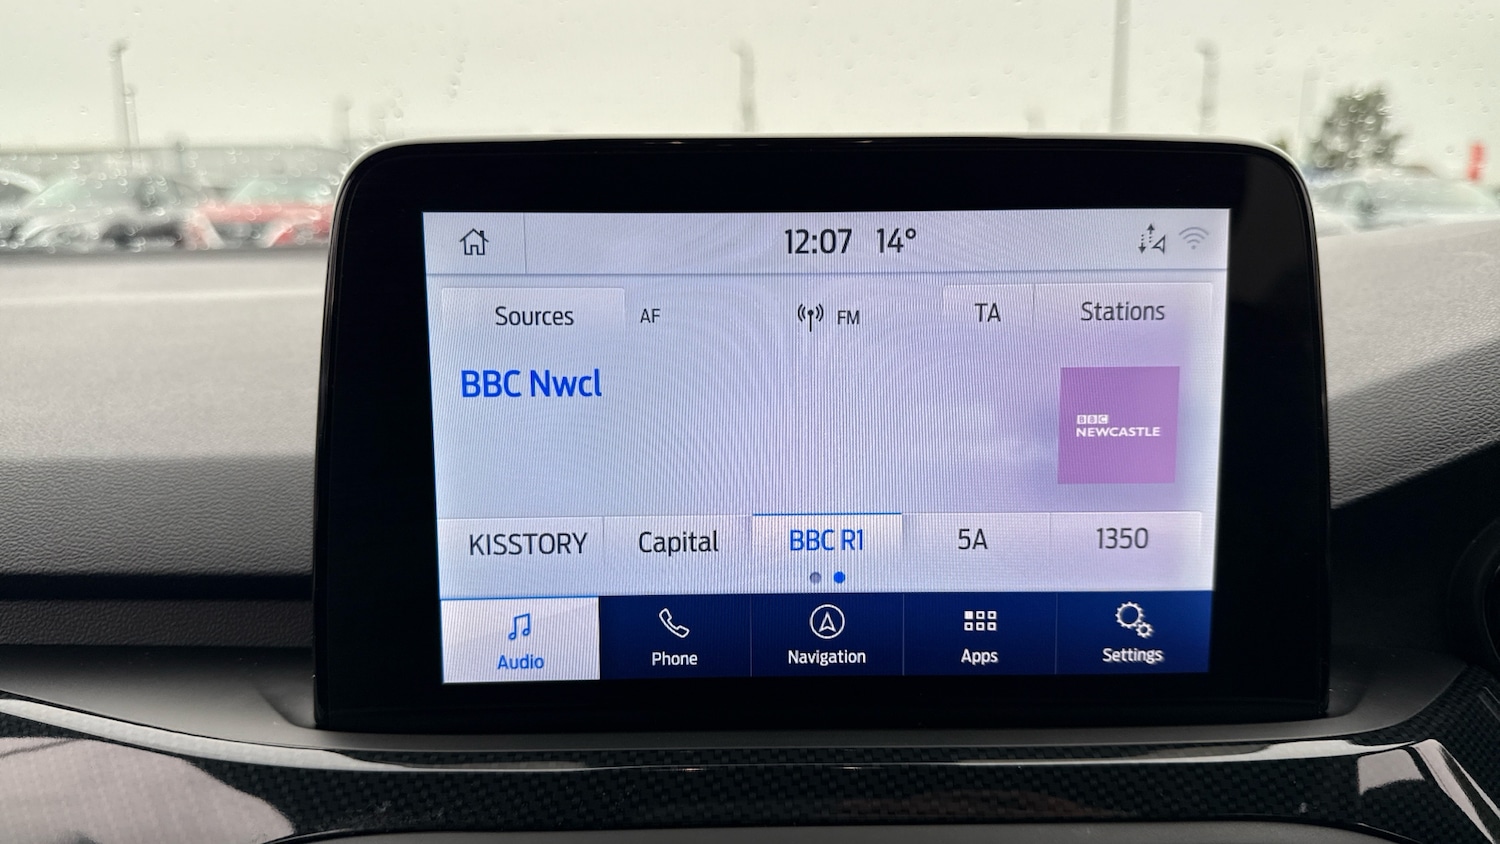 12:07 14°
Sources AF FM TA Stations
BBC Nwcl
BBC
NEWCASTLE
KISSTORY Capital BBC R1 5A 1350
Audio Phone Navigation Apps Settings